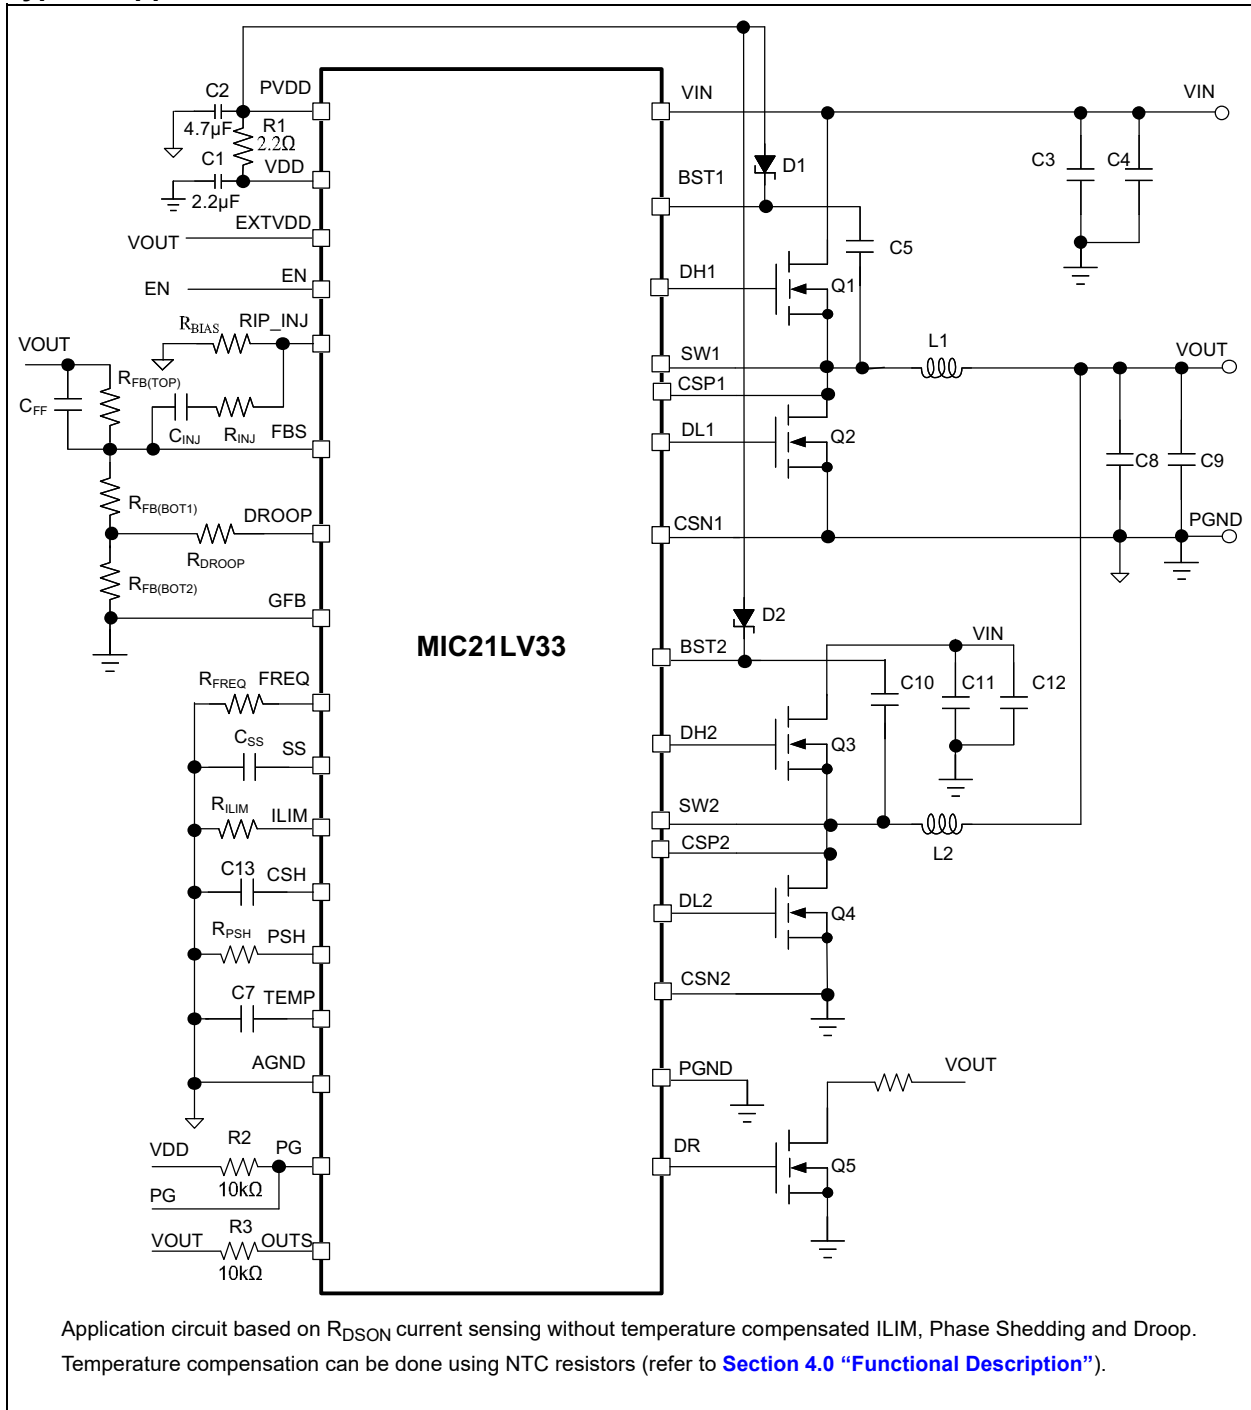 C2
PVDD
4.7µF
R1
2.2Ω
C1
VDD
2.2µF
EXTVDD
VOUT
EN
EN
RBIAS
RIP_INJ
VOUT
RFB(TOP)
CFF
CINJ
RINJ
FBS
RFB(BOT1)
DROOP
RDROOP
RFB(BOT2)
GFB
RFREQ
FREQ
CSS
SS
RILIM
ILIM
C13
CSH
RPSH
PSH
C7
TEMP
AGND
VDD
R2
PG
10kΩ
PG
VOUT
R3
OUTS
10kΩ
MIC21LV33
VIN
VIN
C3
C4
D1
BST1
C5
DH1
Q1
L1
SW1
VOUT
CSP1
DL1
Q2
C8
C9
CSN1
PGND
D2
BST2
VIN
C10
C11
C12
DH2
Q3
SW2
L2
CSP2
DL2
Q4
CSN2
PGND
VOUT
DR
Q5
Application circuit based on RDSON current sensing without temperature compensated ILIM, Phase Shedding and Droop.
Temperature compensation can be done using NTC resistors (refer to Section 4.0 “Functional Description”).